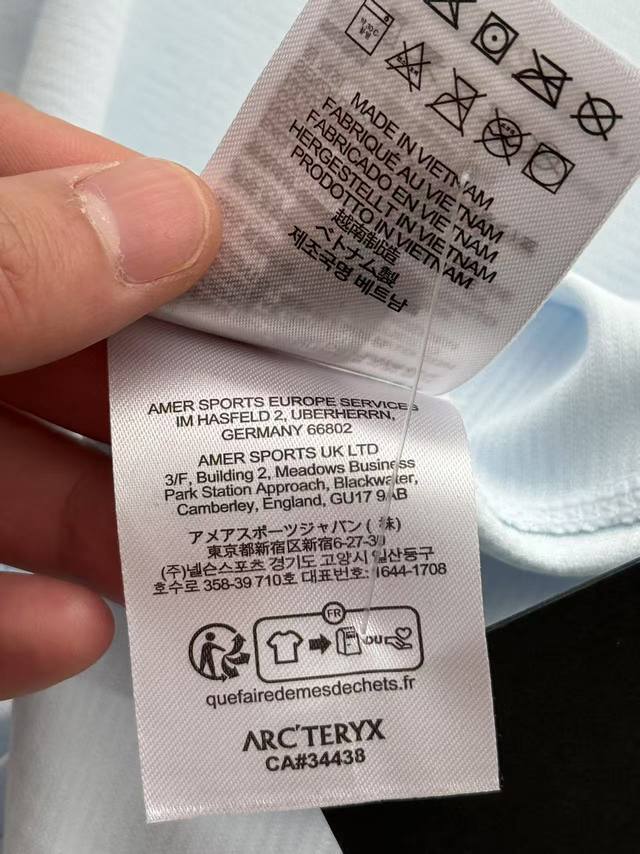 MADE IN VIETNAM
FABRIQUÉ AU VIETNAM
FABRICADO EN VIETNAM
HERGESTELLT IN VIETNAM
PRODOTTO IN VIETNAM
越南制造
ベトナム製
제조국명 베트남
AMER SPORTS EUROPE SERVICES
IM HASFELD 2, UBERHERRN,
GERMANY 66802
AMER SPORTS UK LTD
3/F, Building 2, Meadows Business
Park Station Approach, Blackwater,
Camberley, England, GU17 9AB
アメアスポーツジャパン ( 株)
東京都新宿区新宿6-27-30
(주)넬슨스포츠 경기도 고양시 일산동구
호수로 358-39 710호 대표번호: 1644-1708
FR
DU
quefairedemesdechets.fr
ARC'TERYX
CA#34438